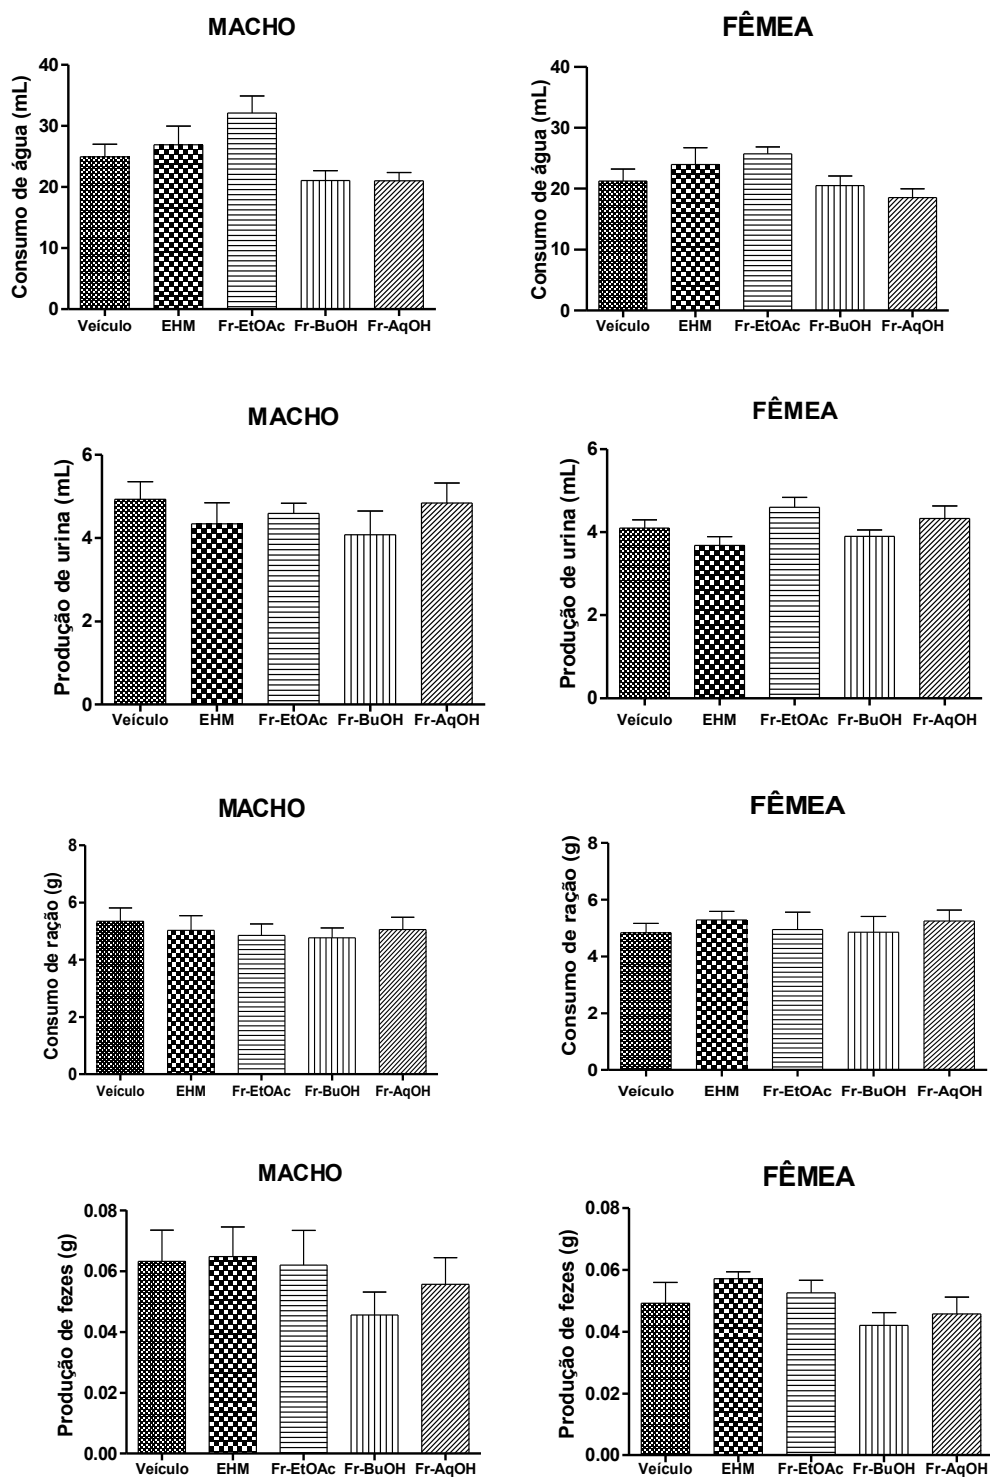 MACHO
Consumo de água (mL)
40
30
20
10
0
Veículo EHM Fr-EtOAc Fr-BuOH Fr-AqOH
FÊMEA
Consumo de água (mL)
40
30
20
10
0
Veículo EHM Fr-EtOAc Fr-BuOH Fr-AqOH
MACHO
Produção de urina (mL)
6
4
2
0
Veículo EHM Fr-EtOAc Fr-BuOH Fr-AqOH
FÊMEA
Produção de urina (mL)
6
4
2
0
Veículo EHM Fr-EtOAc Fr-BuOH Fr-AqOH
MACHO
Consumo de ração (g)
8
6
4
2
0
Veículo EHM Fr-EtOAc Fr-BuOH Fr-AqOH
FÊMEA
Consumo de ração (g)
8
6
4
2
0
Veículo EHM Fr-EtOAc Fr-BuOH Fr-AqOH
MACHO
Produção de fezes (g)
0.08
0.06
0.04
0.02
0.00
Veículo EHM Fr-EtOAc Fr-BuOH Fr-AqOH
FÊMEA
Produção de fezes (g)
0.08
0.06
0.04
0.02
0.00
Veículo EHM Fr-EtOAc Fr-BuOH Fr-AqOH